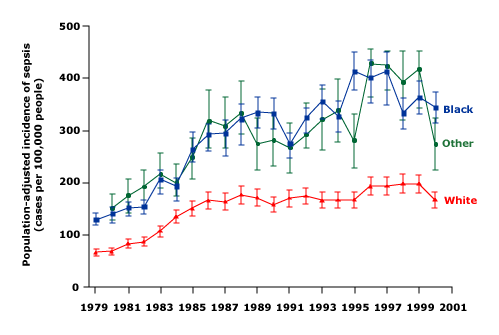 Population-adjusted incidence of sepsis
(cases per 100,000 people)
500
400
300
200
100
0
Black
Other
White
1979 1981 1983 1985 1987 1989 1991 1993 1995 1997 1999 2001